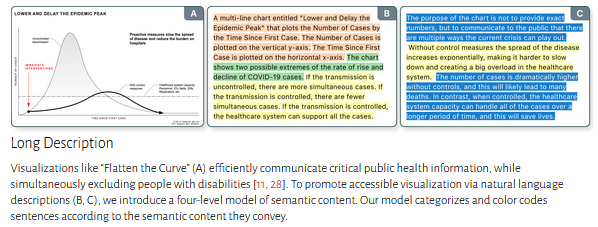 LOWER AND DELAY THE EPIDEMIC PEAK
A
Uncontrolled
transmission
Proactive measures slow the spread
of disease and reduce the burden on
hospitals
IMMEDIATE
INTERVENTIONS
With control
measures
Healthcare system capacity:
NUMBER OF CASES
TIME SINCE FIRST CASE
B
A multi-line chart entitled "Lower and Delay the
Epidemic Peak" that plots the Number of Cases by
the Time Since First Case. The Number of Cases is
plotted on the vertical y-axis. The Time Since First
Case is plotted on the horizontal x-axis. The chart
shows two possible extremes of the rate of rise and
decline of COVID-19 cases. If the transmission is
uncontrolled, there are more simultaneous cases. If
the transmission is controlled, there are fewer
simultaneous cases. If the transmission is controlled,
the healthcare system can support all the cases.
C
The purpose of the chart is not to provide exact
numbers, but to communicate to the public that there
are multiple ways the current crisis can play out.
Without control measures the spread of the disease
increases exponentially, making it harder to slow
down and creating a big overload in the healthcare
system. The number of cases is dramatically higher
without controls, and this will likely lead to many
deaths. In contrast, when controlled, the healthcare
system capacity can handle all of the cases over a
longer period of time, and this will save lives.
Long Description
Visualizations like "Flatten the Curve" (A) efficiently communicate critical public health information, while
simultaneously excluding people with disabilities [11, 28]. To promote accessible visualization via natural language
descriptions (B, C), we introduce a four-level model of semantic content. Our model categorizes and color codes
sentences according to the semantic content they convey.